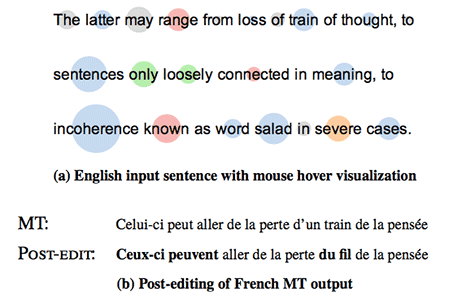 The latter may range from loss of train of thought, to
sentences only loosely connected in meaning, to
incoherence known as word salad in severe cases.
(a) English input sentence with mouse hover visualization
MT: Celui-ci peut aller de la perte d'un train de la pensée
POST-EDIT: Ceux-ci peuvent aller de la perte du fil de la pensée
(b) Post-editing of French MT output